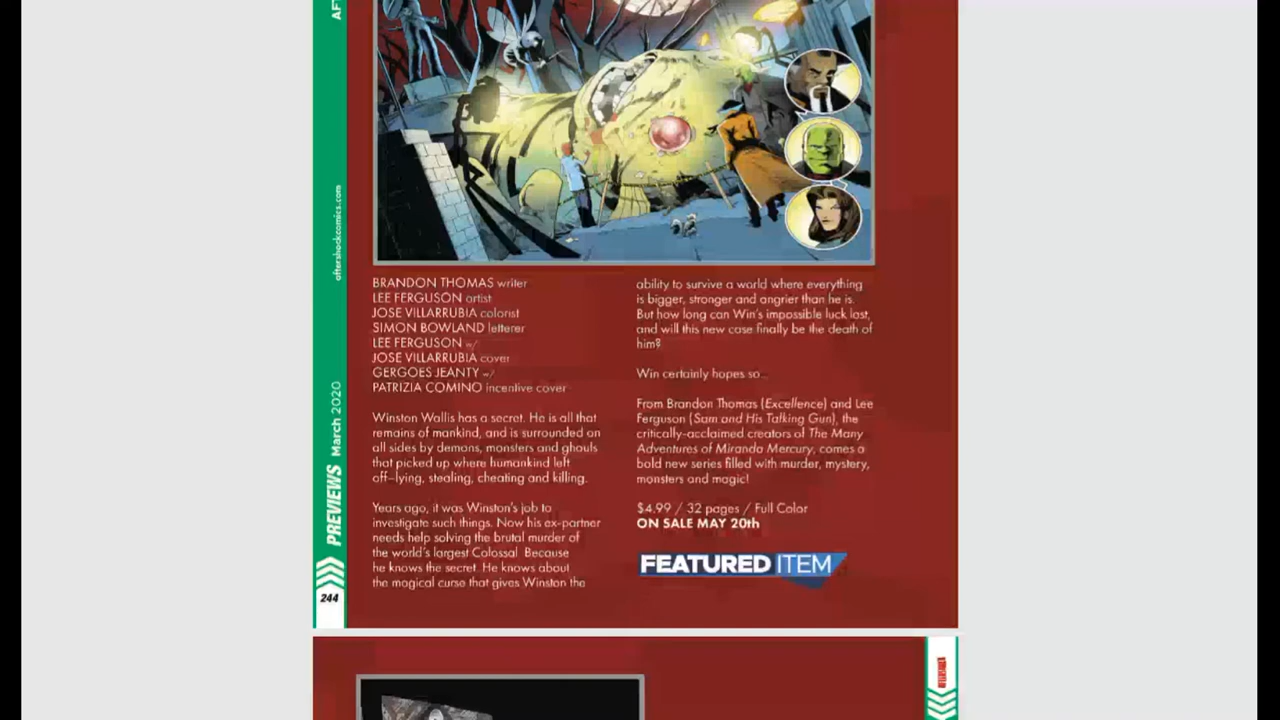 AFT
aftershockcomics.com
PREVIEWS March 2020
244
BRANDON THOMAS writer
LEE FERGUSON artist
JOSE VILLARRUBIA colorist
SIMON BOWLAND letterer
LEE FERGUSON w/
JOSE VILLARRUBIA cover
GERGOES JEANTY w/
PATRIZIA COMINO incentive cover
Winston Wallis has a secret. He is all that
remains of mankind, and is surrounded on
all sides by demons, monsters and ghouls
that picked up where humankind left
off–lying, stealing, cheating and killing.
Years ago, it was Winston's job to
investigate such things. Now his ex-partner
needs help solving the brutal murder of
the world's largest Colossal. Because
he knows the secret. He knows about
the magical curse that gives Winston the
ability to survive a world where everything
is bigger, stronger and angrier than he is.
But how long can Win's impossible luck last,
and will this new case finally be the death of
him?
Win certainly hopes so...
From Brandon Thomas (Excellence) and Lee
Ferguson (Sam and His Talking Gun), the
critically-acclaimed creators of The Many
Adventures of Miranda Mercury, comes a
bold new series filled with murder, mystery,
monsters and magic!
$4.99 / 32 pages / Full Color
ON SALE MAY 20th
FEATURED ITEM